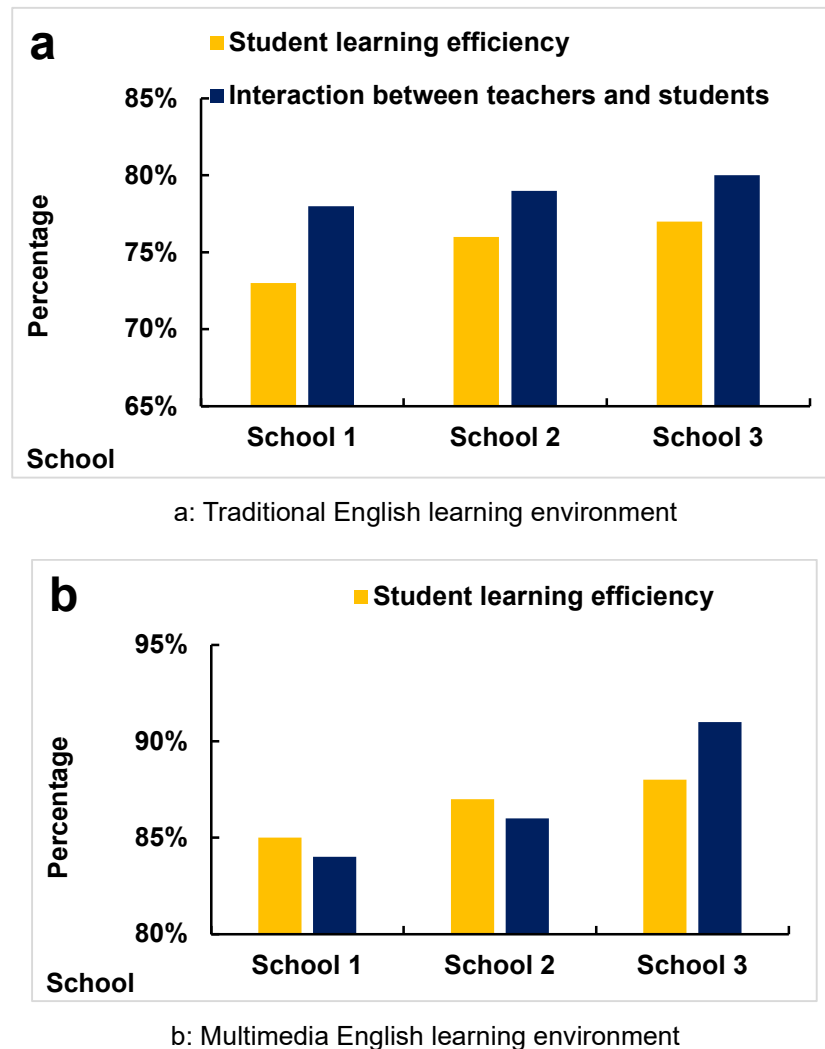 a
Student learning efficiency
Interaction between teachers and students
85%
80%
75%
70%
65%
Percentage
School 1 School 2 School 3
School
a: Traditional English learning environment
b
Student learning efficiency
95%
90%
85%
80%
Percentage
School 1 School 2 School 3
School
b: Multimedia English learning environment